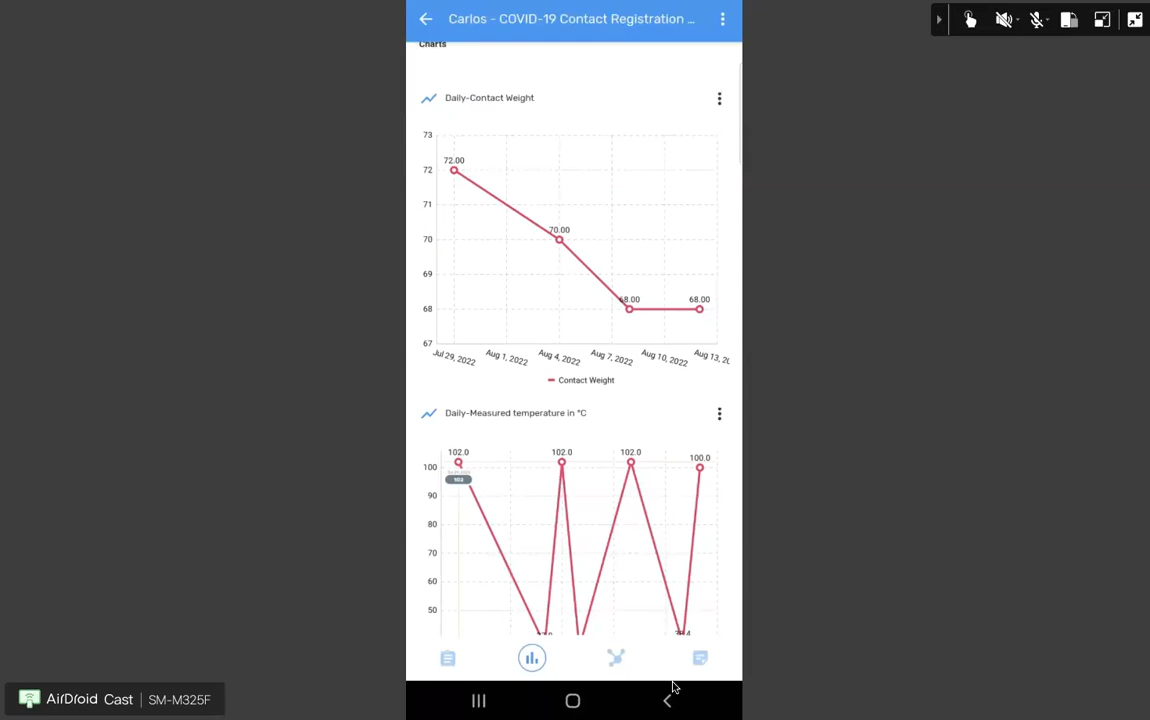 Carlos - COVID-19 Contact Registration ...
Charts
Daily-Contact Weight
73
72.00
72
71
70.00
70
69
68.00
68.00
68
67
Jul 29, 2022
Aug 1, 2022
Aug 4, 2022
Aug 7, 2022
Aug 10, 2022
Aug 13, 20
Contact Weight
Daily-Measured temperature in °C
102.0
102.0
102.0
100.0
100
102
90
80
70
60
50
AirDroid Cast | SM-M325F